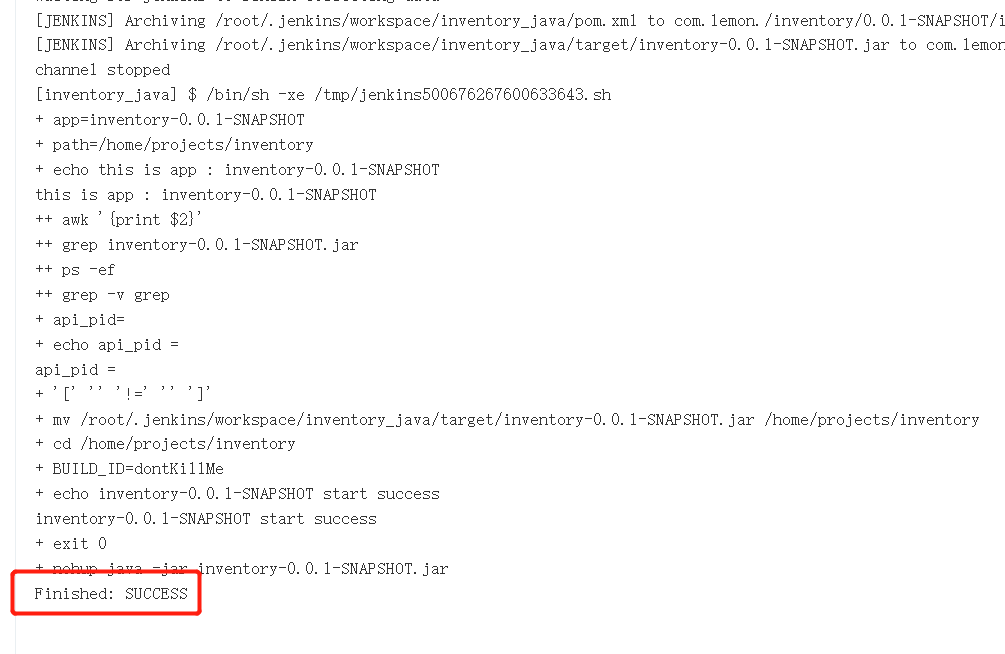 [JENKINS] Archiving /root/.jenkins/workspace/inventory_java/pom.xml to com.lemon./inventory/0.0.1-SNAPSHOT/i
[JENKINS] Archiving /root/.jenkins/workspace/inventory_java/target/inventory-0.0.1-SNAPSHOT.jar to com.lemon
channel stopped
[inventory_java] $ /bin/sh -xe /tmp/jenkins500676267600633643.sh
+ app=inventory-0.0.1-SNAPSHOT
+ path=/home/projects/inventory
+ echo this is app : inventory-0.0.1-SNAPSHOT
this is app : inventory-0.0.1-SNAPSHOT
++ awk '{print $2}'
++ grep inventory-0.0.1-SNAPSHOT.jar
++ ps -ef
++ grep -v grep
+ api_pid=
+ echo api_pid =
api_pid =
+ '[' '' '!=' '' ']'
+ mv /root/.jenkins/workspace/inventory_java/target/inventory-0.0.1-SNAPSHOT.jar /home/projects/inventory
+ cd /home/projects/inventory
+ BUILD_ID=dontKillMe
+ echo inventory-0.0.1-SNAPSHOT start success
inventory-0.0.1-SNAPSHOT start success
+ exit 0
+ nohup java -jar inventory-0.0.1-SNAPSHOT.jar
Finished: SUCCESS